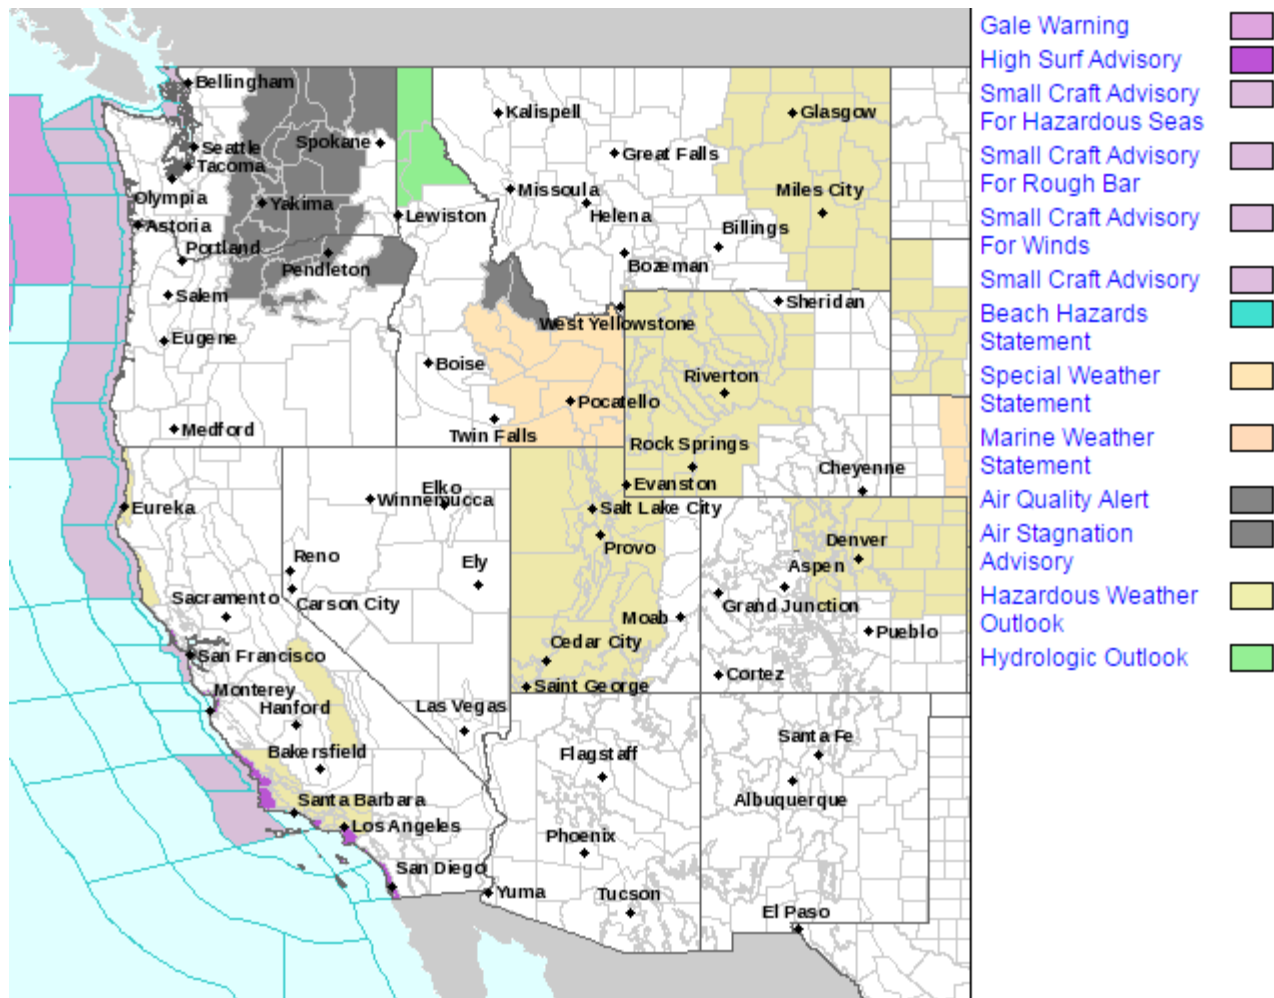 Bellingham
Seattle
Tacoma
Olympia
Astoria
Portland
Salem
Eugene
Medford
Spokane
Yakima
Pendleton
Lewiston
Kalispell
Great Falls
Missoula
Helena
Bozeman
Billings
Glasgow
Miles City
West Yellowstone
Sheridan
Boise
Pocatello
Twin Falls
Riverton
Rock Springs
Evanston
Cheyenne
Eureka
Winnemucca
Elko
Reno
Ely
Carson City
Sacramento
San Francisco
Monterey
Hanford
Bakersfield
Las Vegas
Santa Barbara
Los Angeles
San Diego
Salt Lake City
Provo
Moab
Cedar City
Saint George
Denver
Aspen
Grand Junction
Pueblo
Cortez
Flagstaff
Phoenix
Tucson
Yuma
Santa Fe
Albuquerque
El Paso
Gale Warning
High Surf Advisory
Small Craft Advisory
For Hazardous Seas
Small Craft Advisory
For Rough Bar
Small Craft Advisory
For Winds
Small Craft Advisory
Beach Hazards
Statement
Special Weather
Statement
Marine Weather
Statement
Air Quality Alert
Air Stagnation
Advisory
Hazardous Weather
Outlook
Hydrologic Outlook